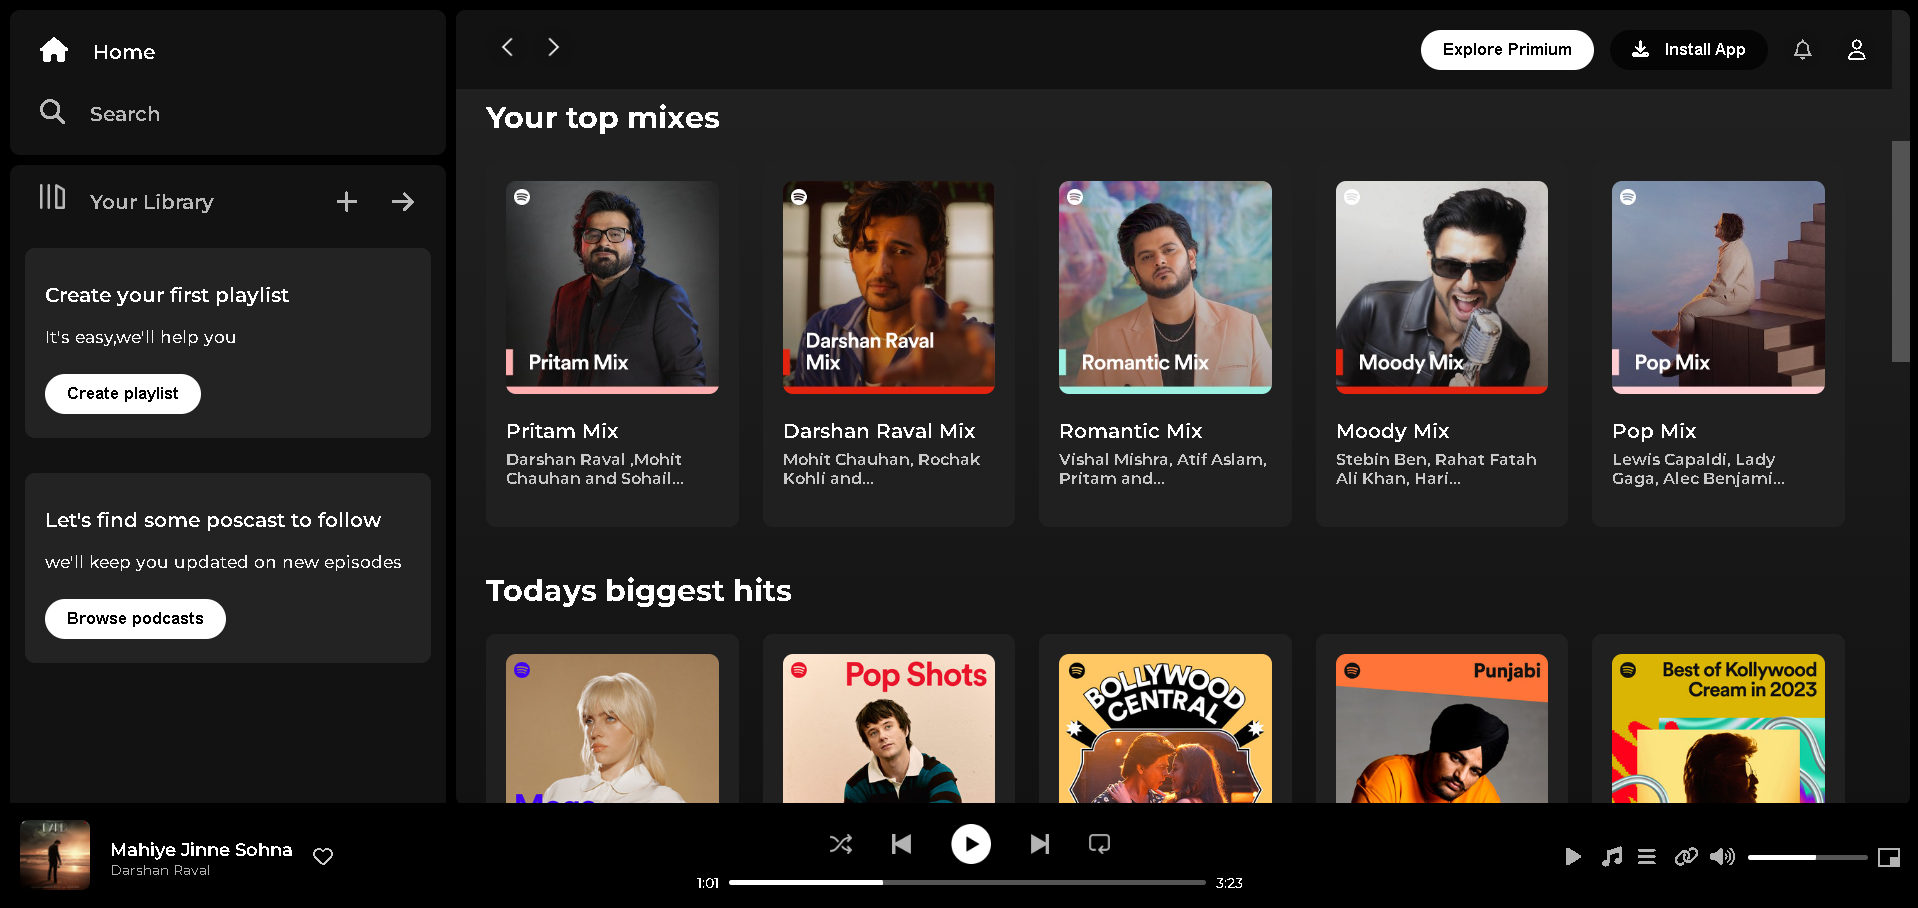 Home
Search
Your Library
Create your first playlist
It's easy,we'll help you
Create playlist
Let's find some poscast to follow
we'll keep you updated on new episodes
Browse podcasts
Explore Primium
Install App
Your top mixes
Pritam Mix
Darshan Raval
Mix
Romantic Mix
Moody Mix
Pop Mix
Pritam Mix
Darshan Raval ,Mohit
Chauhan and Sohail...
Darshan Raval Mix
Mohit Chauhan, Rochak
Kohli and...
Romantic Mix
Vishal Mishra, Atif Aslam,
Pritam and...
Moody Mix
Stebin Ben, Rahat Fatah
Ali Khan, Hari...
Pop Mix
Lewis Capaldi, Lady
Gaga, Alec Benjami...
Todays biggest hits
Pop Shots
BOLLYWOOD
CENTRAL
Punjabi
Best of Kollywood
Cream in 2023
Mahiye Jinne Sohna
Darshan Raval
1:01
3:23